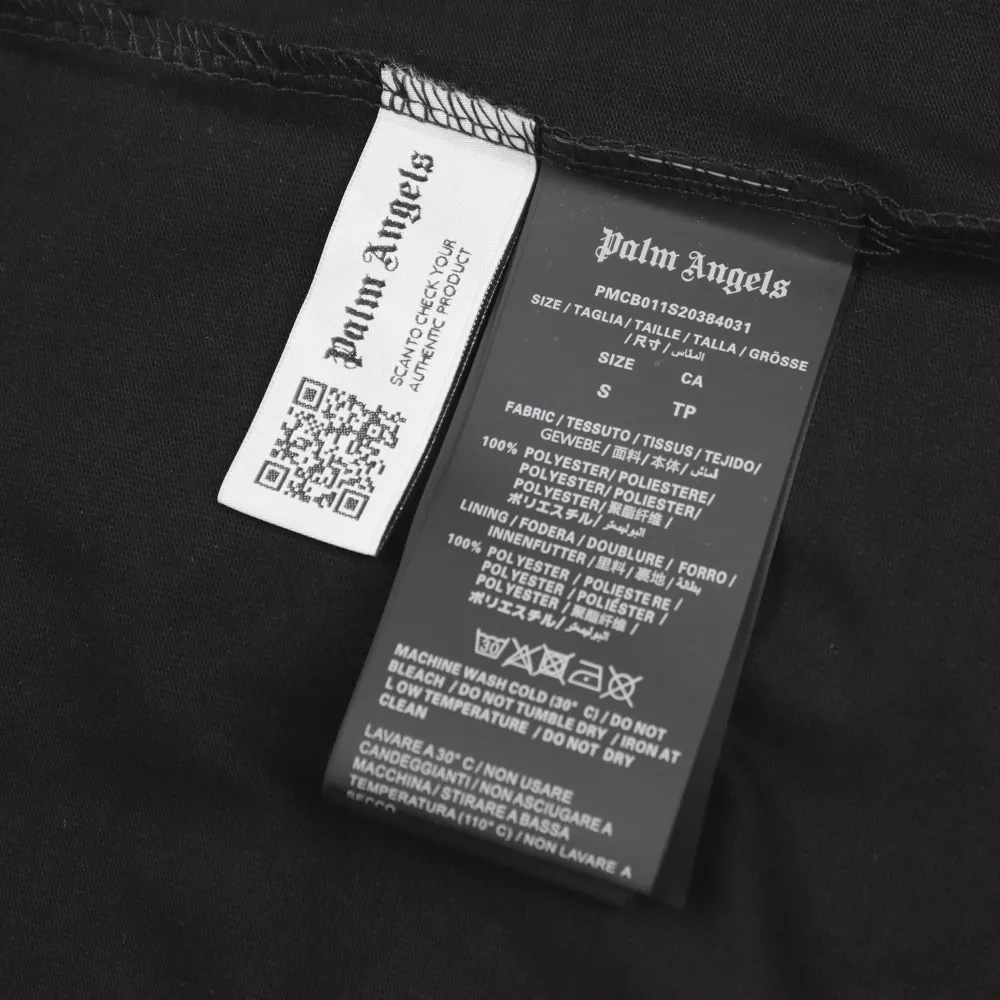 Palm Angels
SCAN TO CHECK YOUR
AUTHENTIC PRODUCT
Palm Angels
PMCB011S20384031
SIZE / TAGLIA / TAILLE / TALLA / GRÖSSE
/ 尺寸 / المقاس
SIZE CA
S TP
FABRIC / TESSUTO / TISSUS / TEJIDO/
GEWEBE / 面料 / 本体 / قماش
100% POLYESTER/ POLIESTERE/
POLYESTER/ POLIESTER/
POLYESTER/ 聚酯纤维 /
ポリエステル/ البوليستر
LINING / FODERA / DOUBLURE / FORRO /
INNENFUTTER / 里料 / 裏地 / بطانة
100% POLYESTER / POLIESTERE /
POLYESTER / POLIÉSTER /
POLYESTER / 聚酯纤维 /
ポリエステル / البوليستر
30
MACHINE WASH COLD (30° C) / DO NOT
BLEACH / DO NOT TUMBLE DRY / IRON AT
LOW TEMPERATURE / DO NOT DRY
CLEAN
LAVARE A 30° C / NON USARE
CANDEGGIANTI / NON ASCIUGARE A
MACCHINA / STIRARE A BASSA
TEMPERATURA (110° C) / NON LAVARE A
SECCO